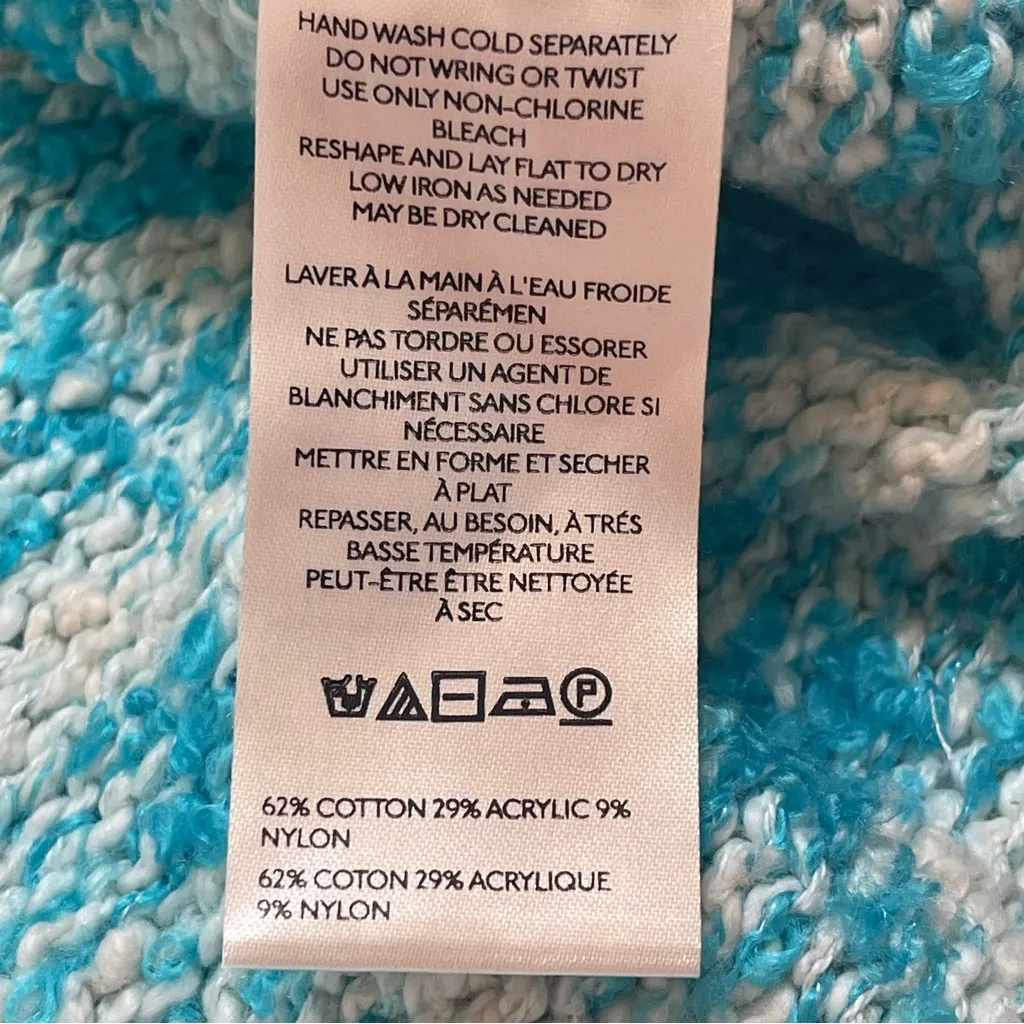 HAND WASH COLD SEPARATELY
DO NOT WRING OR TWIST
USE ONLY NON-CHLORINE
BLEACH
RESHAPE AND LAY FLAT TO DRY
LOW IRON AS NEEDED
MAY BE DRY CLEANED
LAVER À LA MAIN À L'EAU FROIDE
SÉPARÉMEN
NE PAS TORDRE OU ESSORER
UTILISER UN AGENT DE
BLANCHIMENT SANS CHLORE SI
NÉCESSAIRE
METTRE EN FORME ET SECHER
À PLAT
REPASSER, AU BESOIN, À TRÉS
BASSE TEMPÉRATURE
PEUT-ÊTRE ÊTRE NETTOYÉE
À SEC
P
62% COTTON 29% ACRYLIC 9%
NYLON
62% COTON 29% ACRYLIQUE
9% NYLON